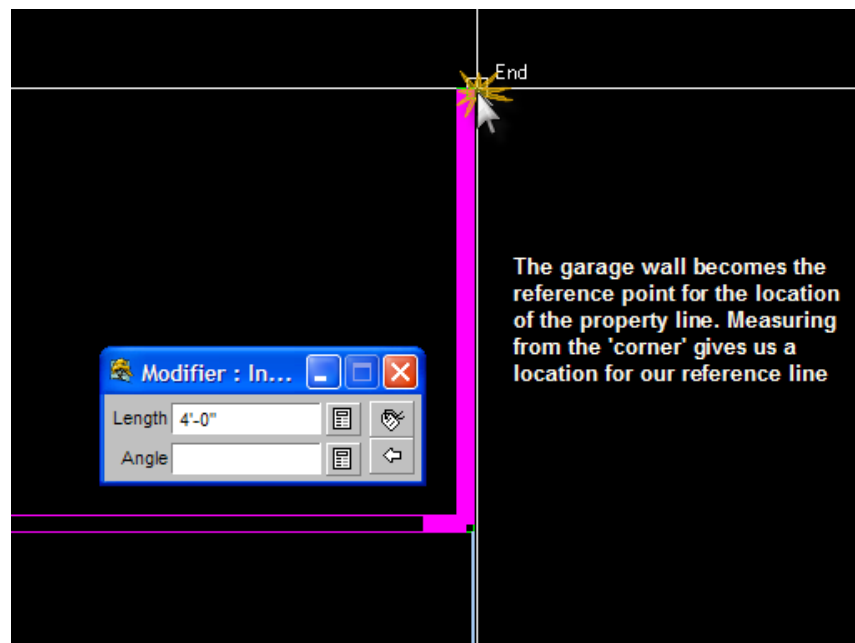 End
The garage wall becomes the
reference point for the location
of the property line. Measuring
from the 'corner' gives us a
location for our reference line
Modifier : In...
Length 4'-0"
Angle